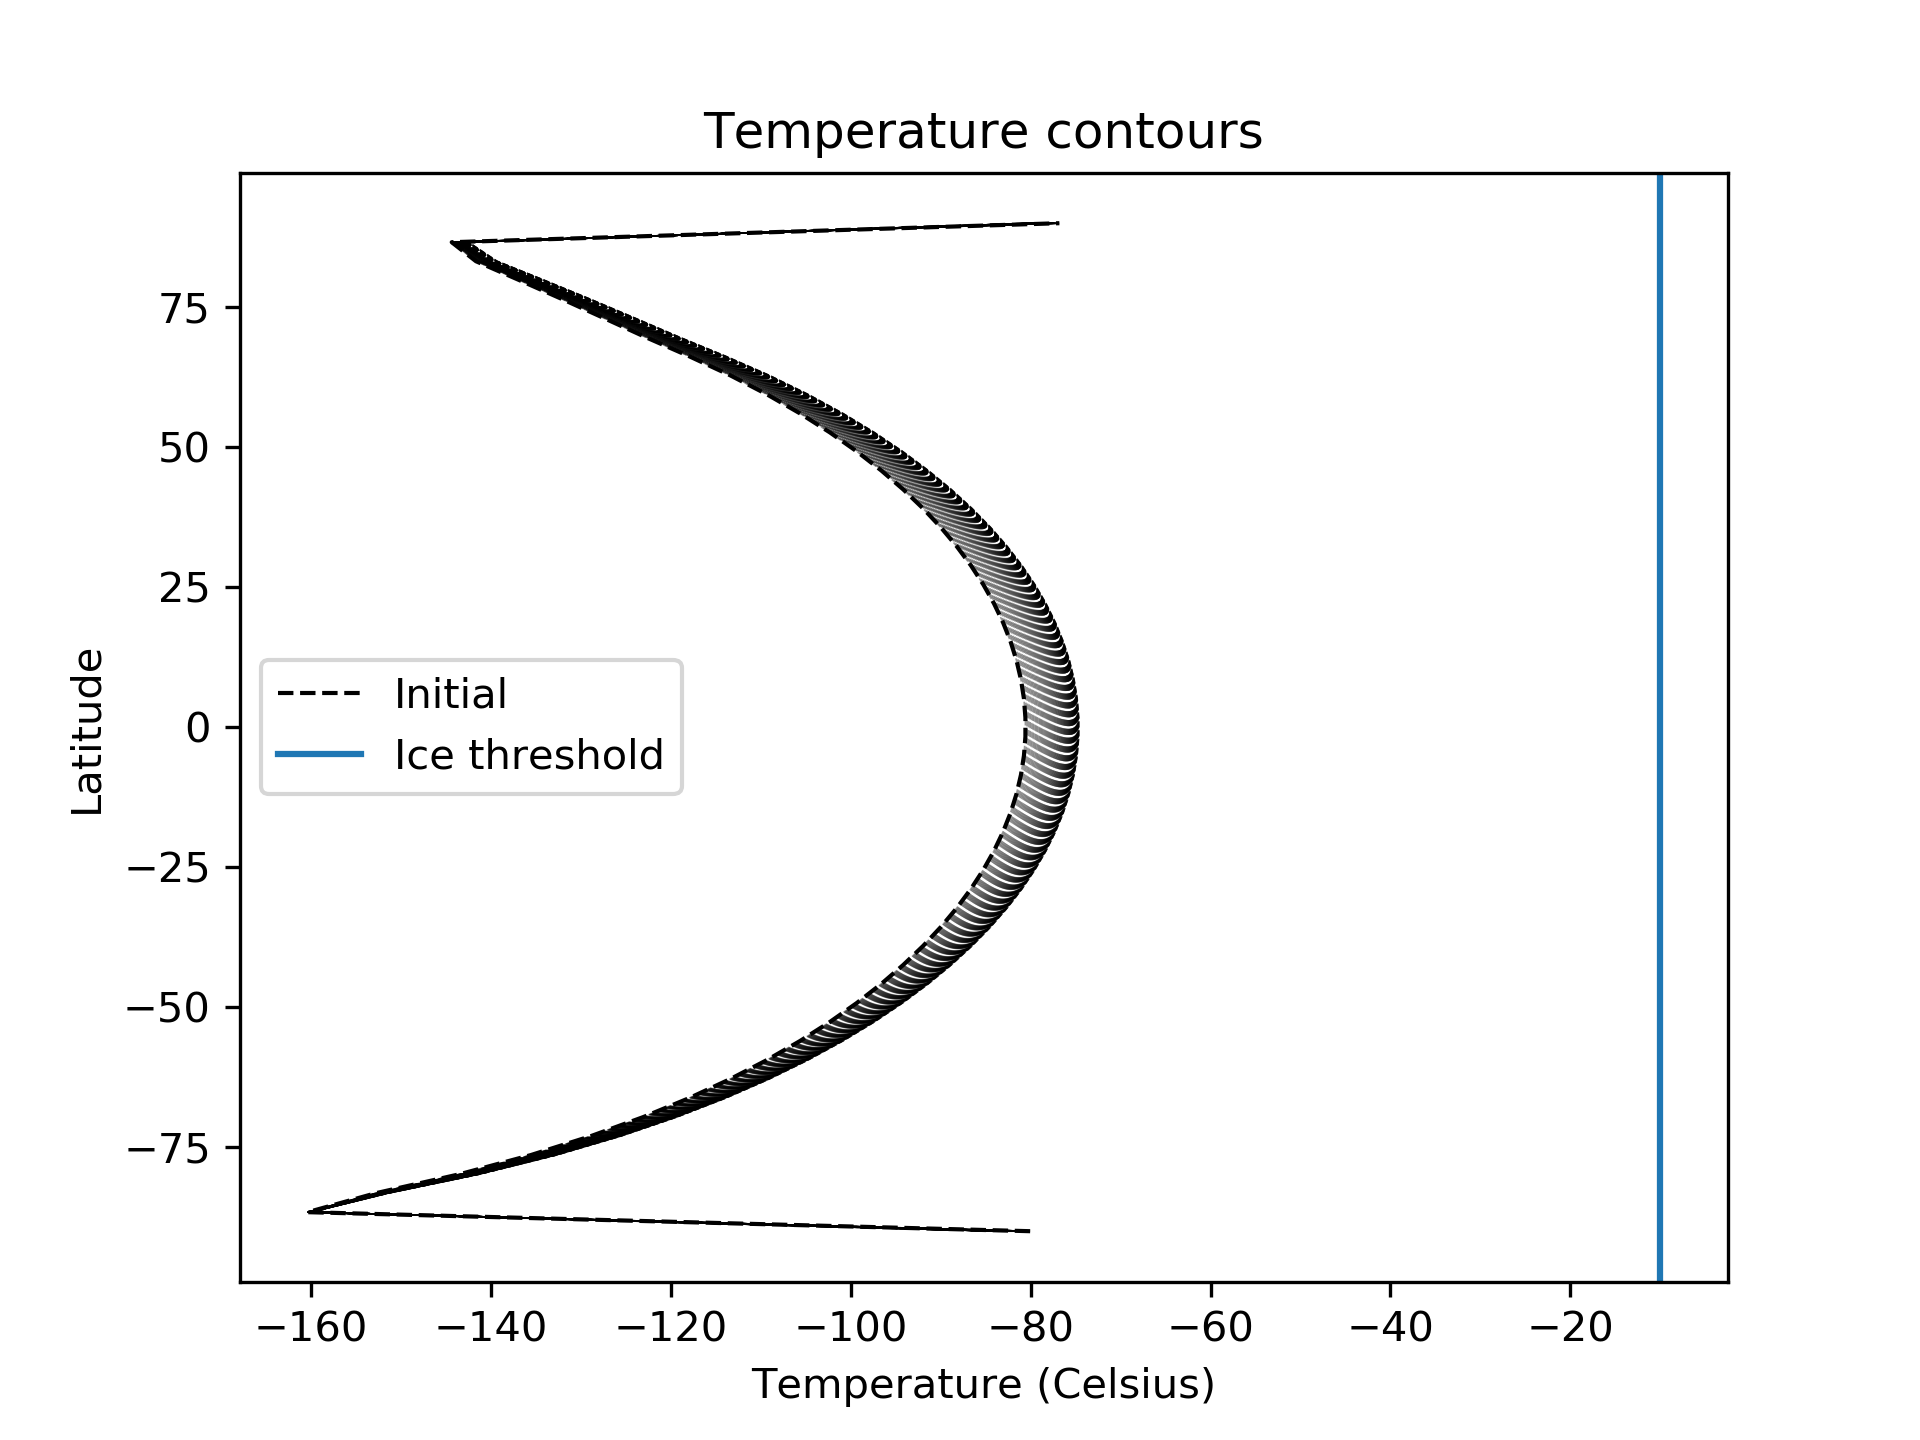 Temperature contours
Latitude
75
50
25
0
−25
−50
−75
Initial
Ice threshold
−160 −140 −120 −100 −80 −60 −40 −20
Temperature (Celsius)